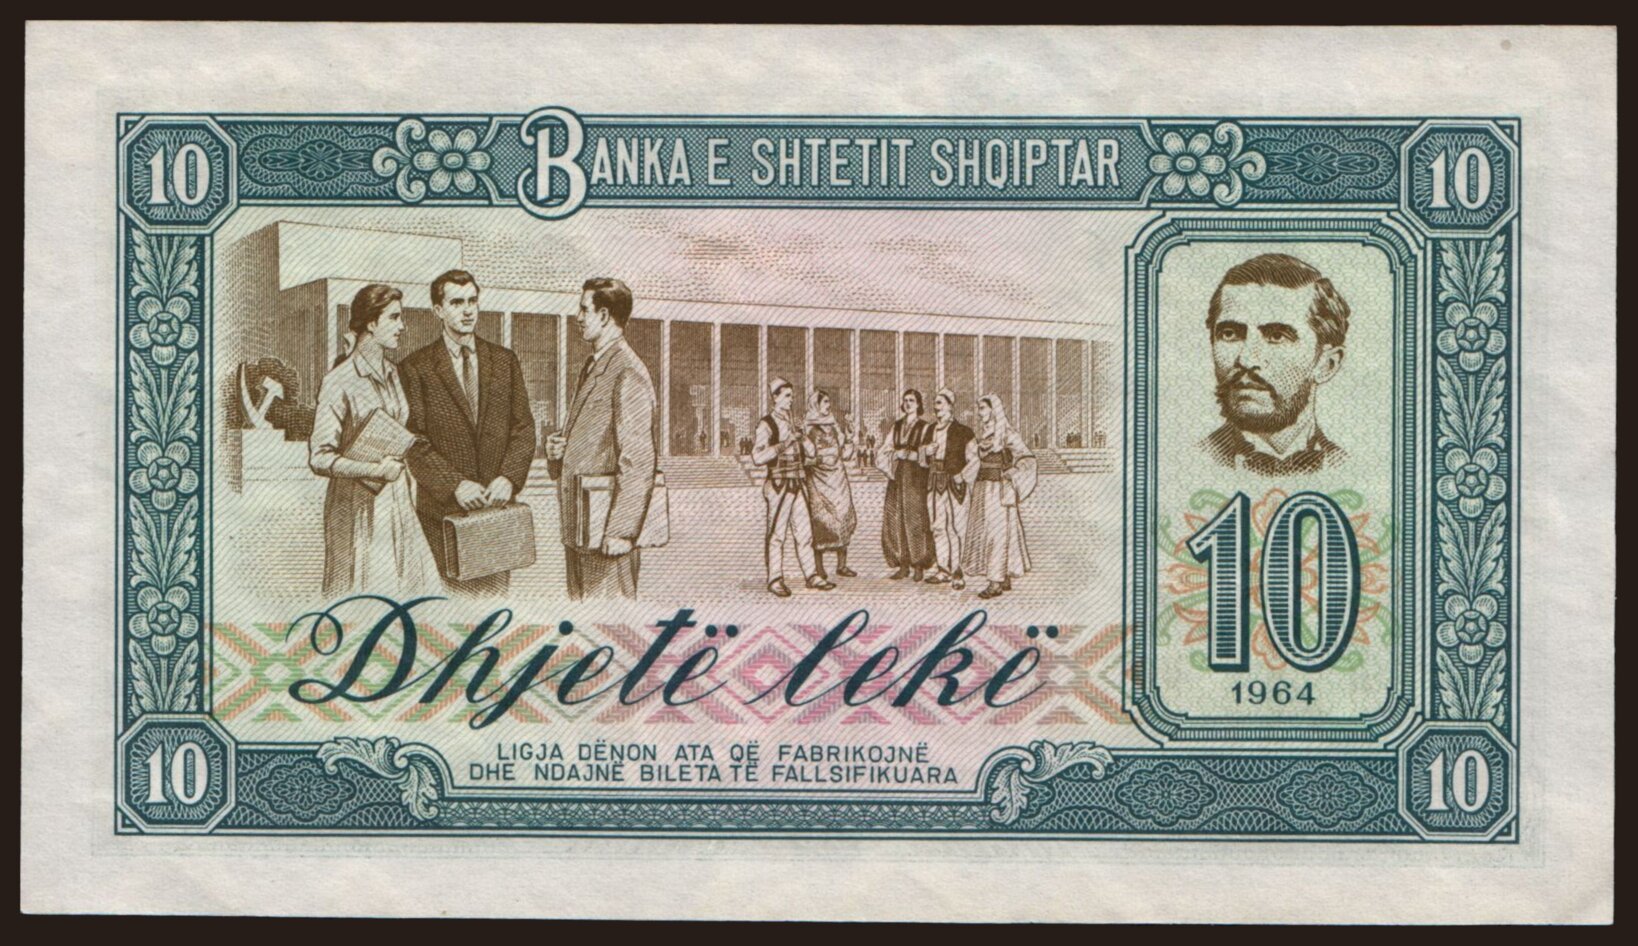 10 BANKA E SHTETIT SHQIPTAR 10
10
1964
Dhjetë lekë
LIGJA DËNON ATA QË FABRIKOJNË
DHE NDAJNË BILETA TË FALLSIFIKUARA
10 10